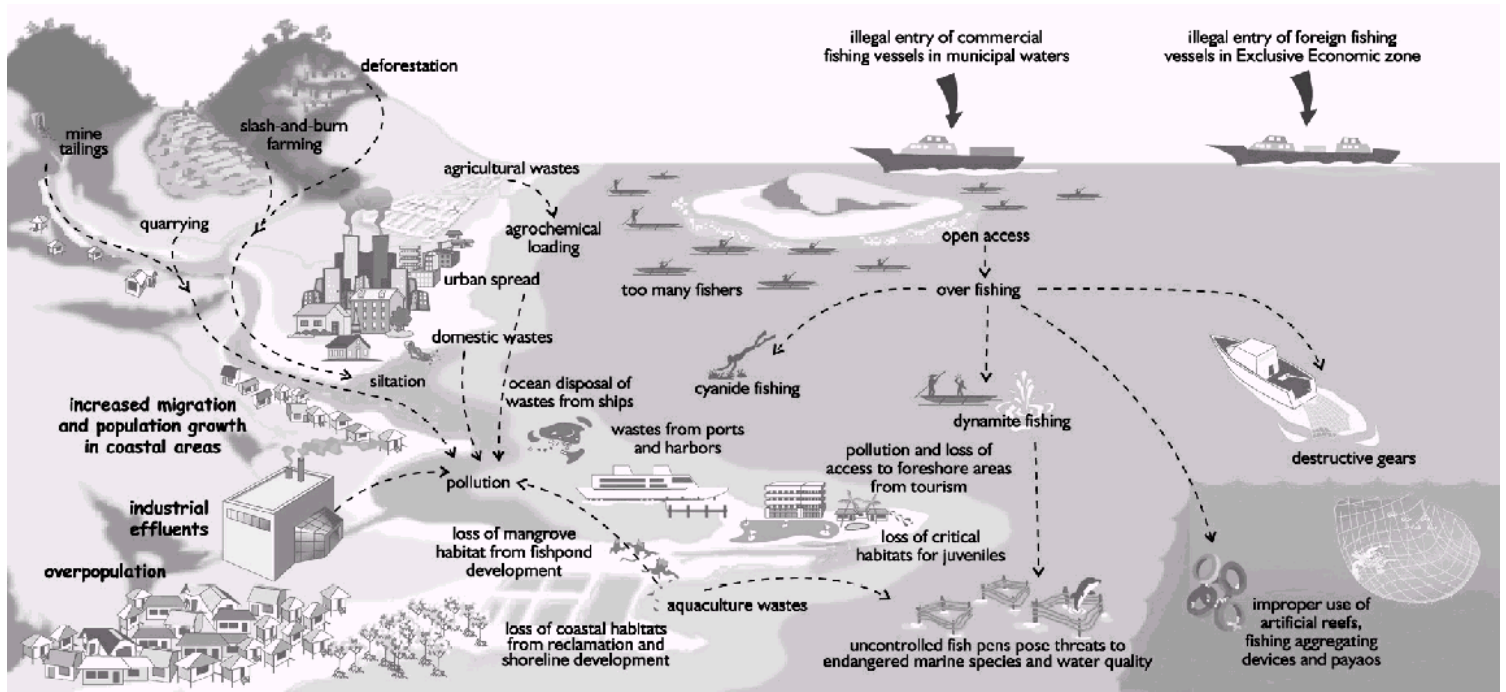 illegal entry of commercial
fishing vessels in municipal waters
illegal entry of foreign fishing
vessels in Exclusive Economic zone
deforestation
mine
tailings
slash-and-burn
farming
agricultural wastes
quarrying
agrochemical
loading
open access
urban spread
too many fishers
over fishing
domestic wastes
siltation
ocean disposal of
wastes from ships
cyanide fishing
dynamite fishing
increased migration
and population growth
in coastal areas
wastes from ports
and harbors
pollution and loss of
access to foreshore areas
from tourism
destructive gears
pollution
industrial
effluents
loss of mangrove
habitat from fishpond
development
loss of critical
habitats for juveniles
overpopulation
aquaculture wastes
loss of coastal habitats
from reclamation and
shoreline development
uncontrolled fish pens pose threats to
endangered marine species and water quality
improper use of
artificial reefs,
fishing aggregating
devices and payaos